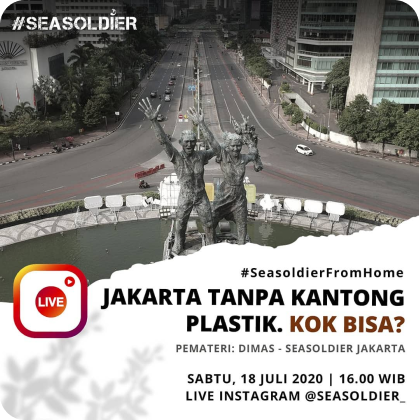 #SEASOLDIER
#SeasoldierFromHome
LIVE
JAKARTA TANPA KANTONG
PLASTIK. KOK BISA?
PEMATERI: DIMAS - SEASOLDIER JAKARTA
SABTU, 18 JULI 2020 | 16.00 WIB
LIVE INSTAGRAM @SEASOLDIER_